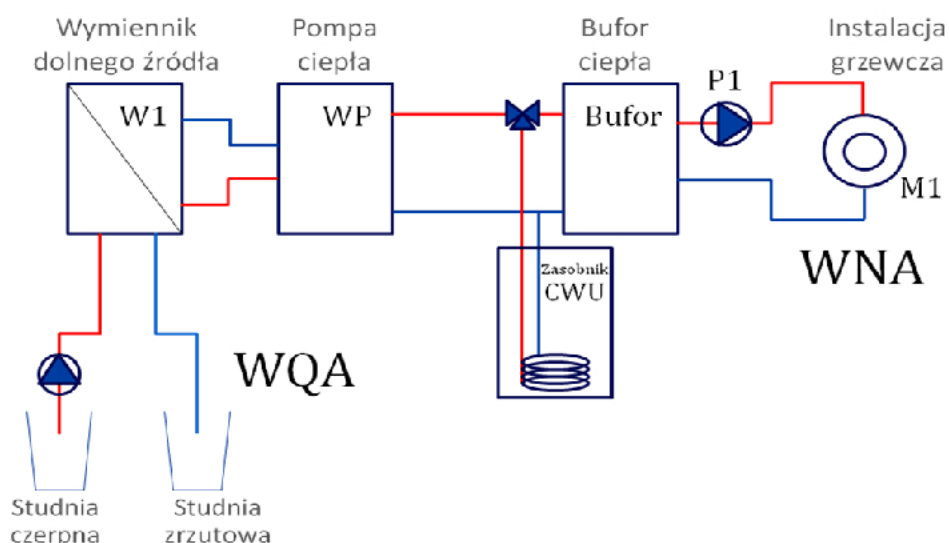 Wymiennik
dolnego źródła
Pompa
ciepła
Bufor
ciepła
Instalacja
grzewcza
W1
WP
Bufor
P1
M1
Zasobnik
CWU
WNA
WQA
Studnia
czerpna
Studnia
zrzutowa